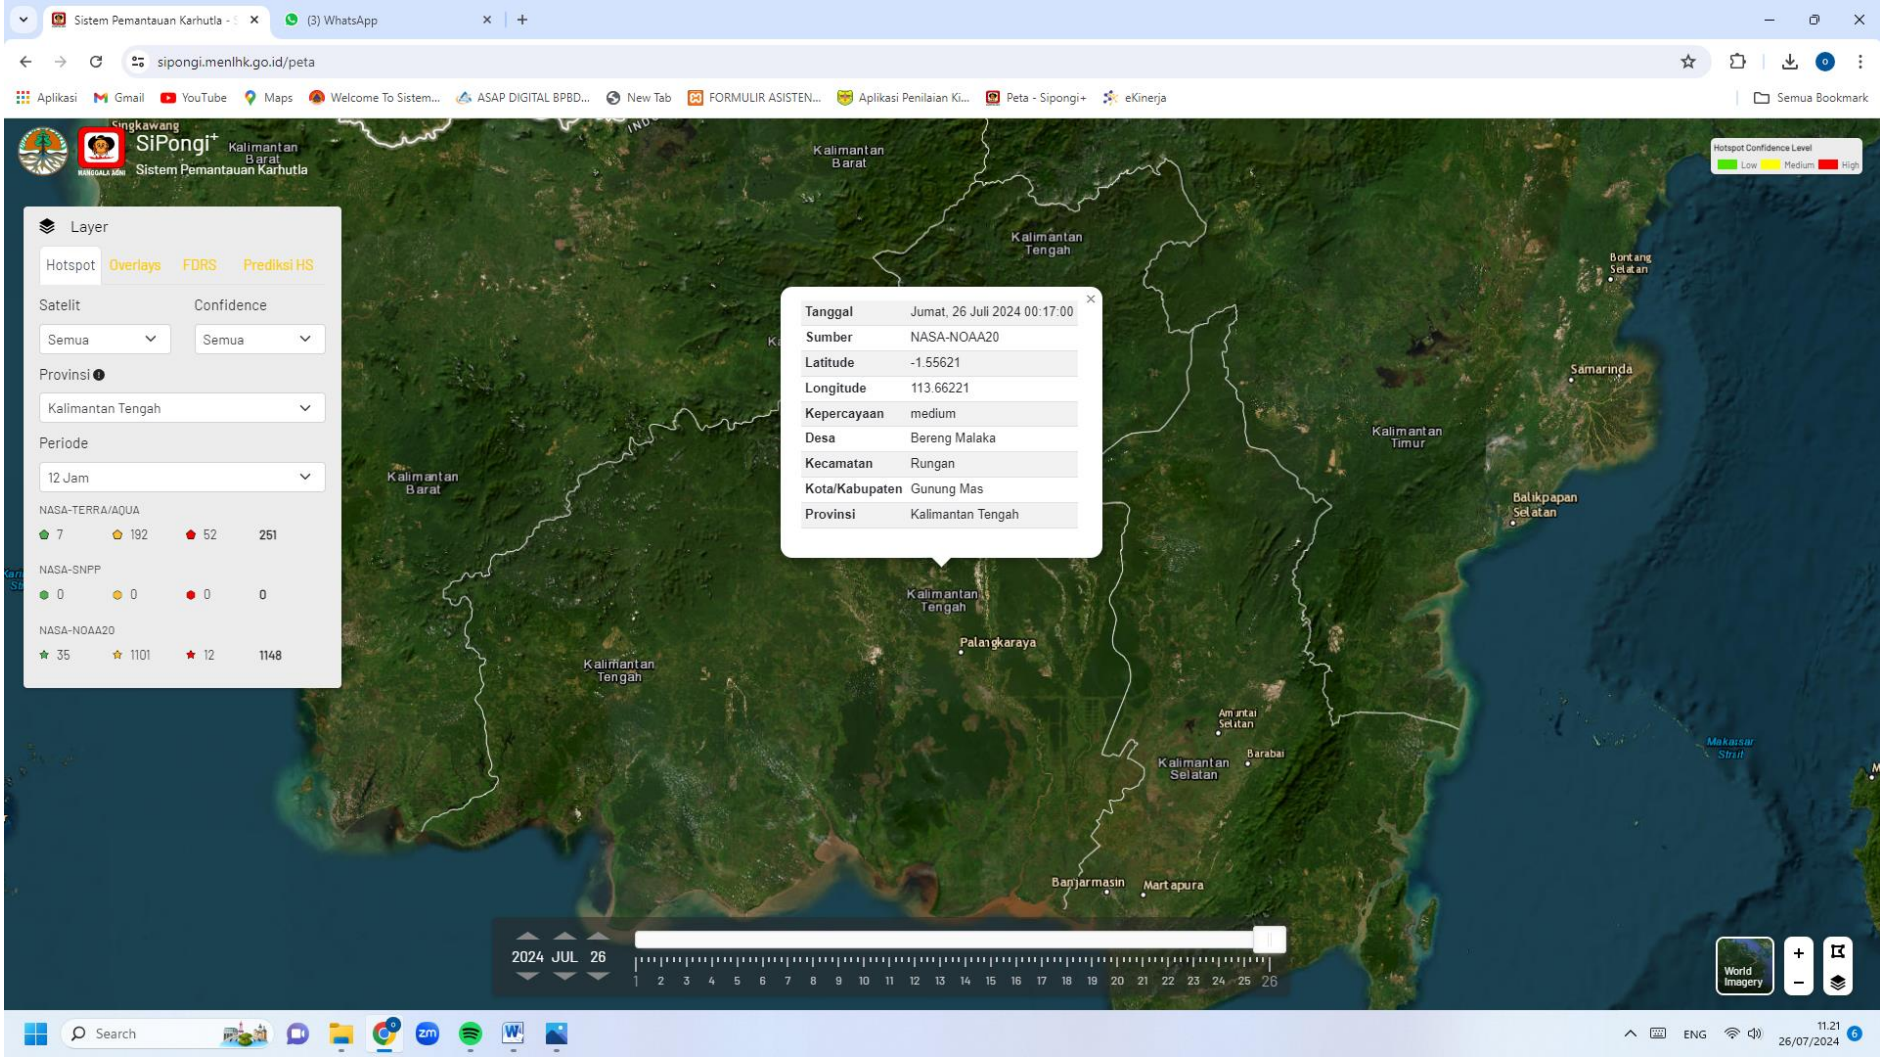 Sistem Pemantauan Karhutla - S
(3) WhatsApp
sipongi.menlhk.go.id/peta
Aplikasi Gmail YouTube Maps Welcome To Sistem... ASAP DIGITAL BPBD... New Tab FORMULIR ASISTEN... Aplikasi Penilaian Ki... Peta - Sipongi+ eKinerja Semua Bookmark
Singkawang
SiPongi+
MANGGALA AGNI
Sistem Pemantauan Karhutla
Kalimantan
Barat
Kalimantan
Barat
Hotspot Confidence Level
Low Medium High
Layer
Hotspot Overlays FDRS Prediksi HS
Satelit Confidence
Semua Semua
Provinsi
Kalimantan Tengah
Periode
12 Jam
NASA-TERRA/AQUA
7 192 52 251
NASA-SNPP
0 0 0 0
NASA-NOAA20
35 1101 12 1148
Kalimantan
Tengah
Tanggal Jumat, 26 Juli 2024 00:17:00
Sumber NASA-NOAA20
Latitude -1.55621
Longitude 113.66221
Kepercayaan medium
Desa Bereng Malaka
Kecamatan Rungan
Kota/Kabupaten Gunung Mas
Provinsi Kalimantan Tengah
Bontang
Selatan
Samarinda
Kalimantan
Timur
Kalimantan
Barat
Balikpapan
Selatan
Kalimantan
Tengah
Palangkaraya
Kalimantan
Tengah
Amuntai
Selatan
Barabai
Kalimantan
Selatan
Makassar
Strait
Banjarmasin
Martapura
2024 JUL 26
1 2 3 4 5 6 7 8 9 10 11 12 13 14 15 16 17 18 19 20 21 22 23 24 25 26
World
Imagery
+
−
Search
zm
W
ENG
11.21
26/07/2024
6